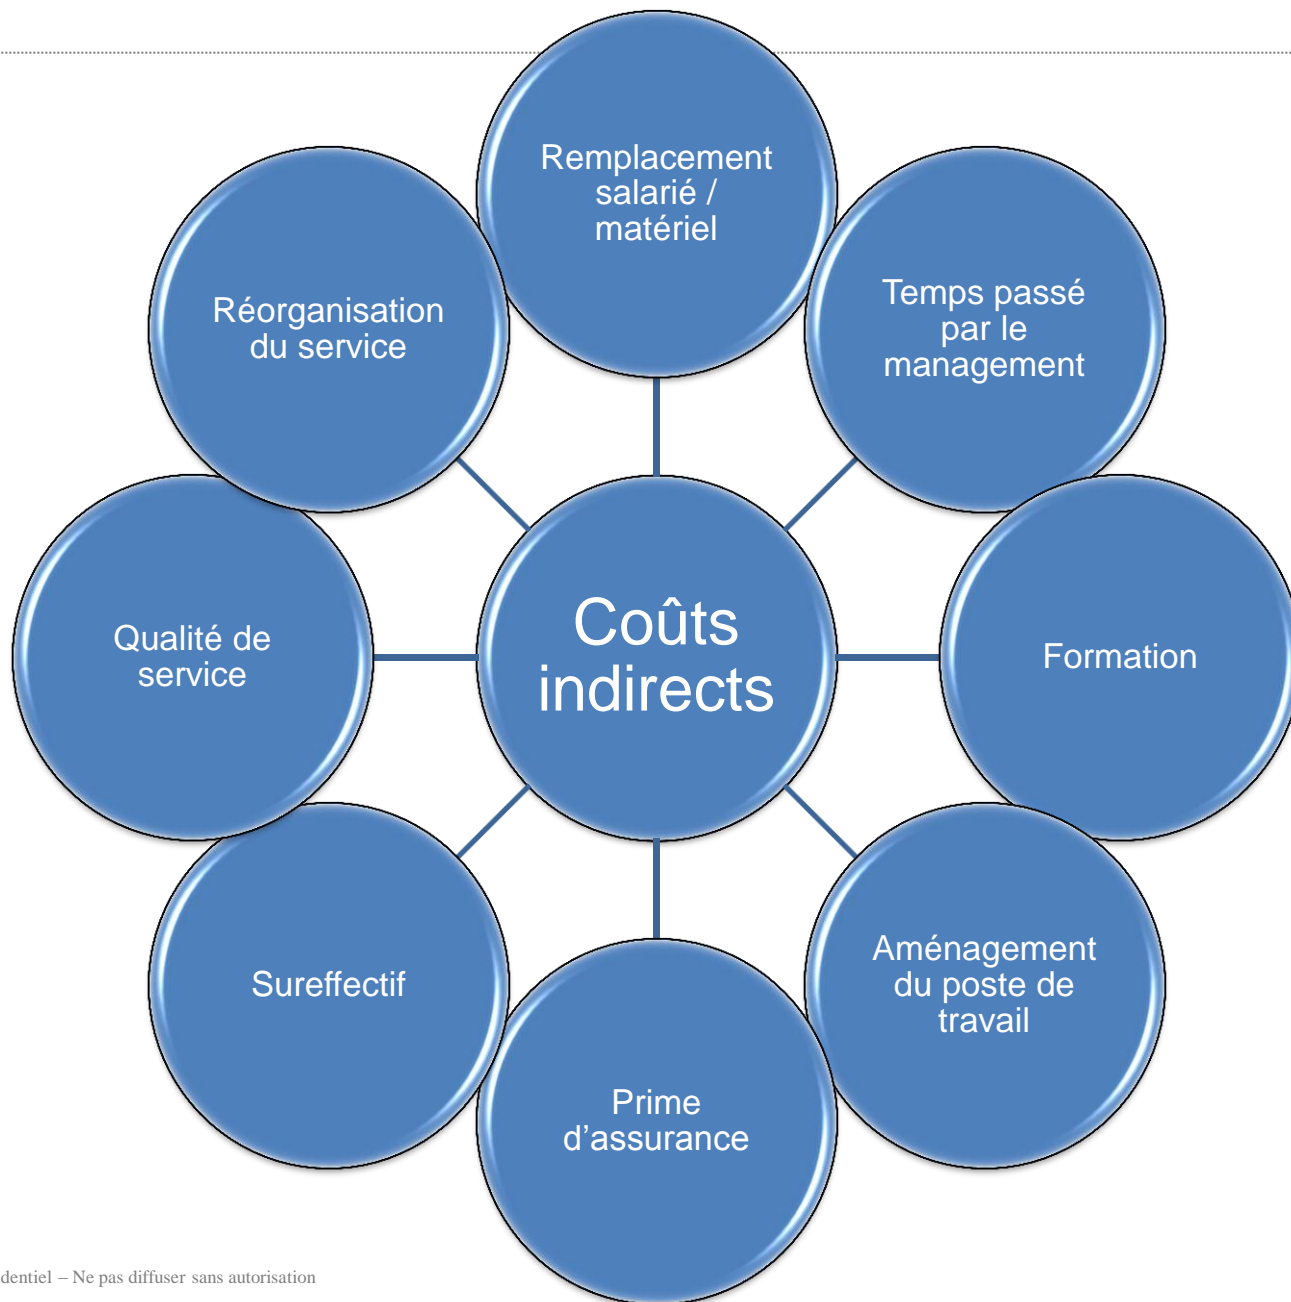 Remplacement
salarié /
matériel
Temps passé
par le
management
Formation
Aménagement
du poste de
travail
Prime
d’assurance
Sureffectif
Qualité de
service
Réorganisation
du service
Coûts
indirects
dentiel – Ne pas diffuser sans autorisation